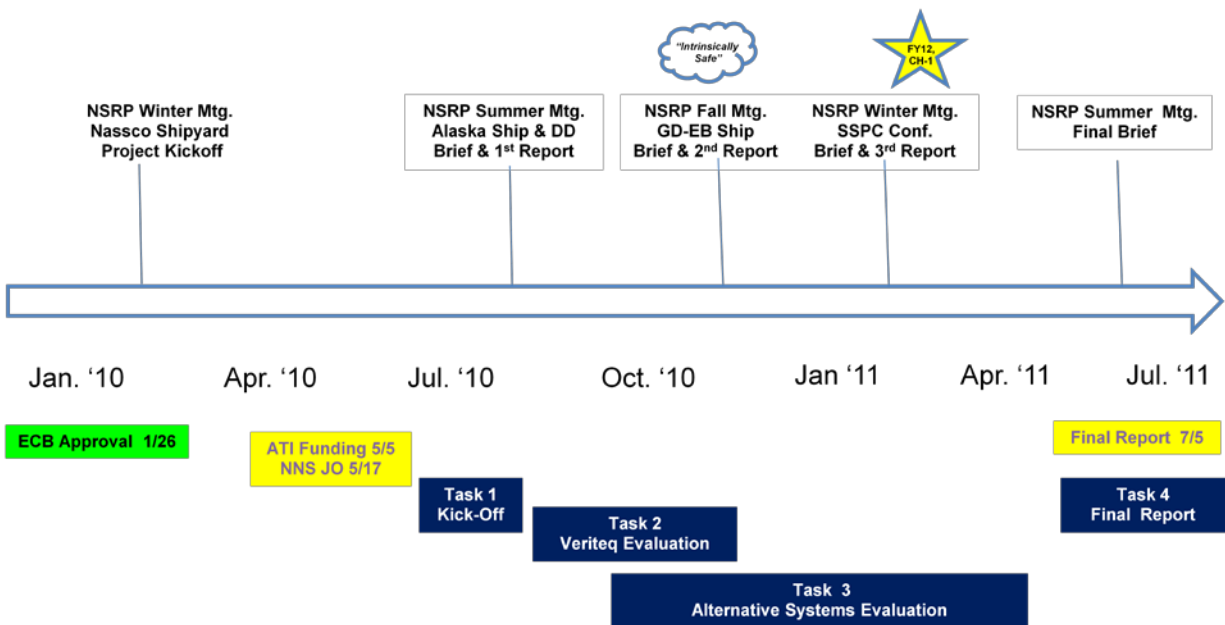 "Intrinsically
Safe"
FY12,
CH-1
NSRP Winter Mtg.
Nassco Shipyard
Project Kickoff
NSRP Summer Mtg.
Alaska Ship & DD
Brief & 1st Report
NSRP Fall Mtg.
GD-EB Ship
Brief & 2nd Report
NSRP Winter Mtg.
SSPC Conf.
Brief & 3rd Report
NSRP Summer Mtg.
Final Brief
Jan. ‘10
Apr. ‘10
Jul. ‘10
Oct. ‘10
Jan '11
Apr. ‘11
Jul. ‘11
ECB Approval 1/26
ATI Funding 5/5
NNS JO 5/17
Final Report 7/5
Task 1
Kick-Off
Task 2
Veriteq Evaluation
Task 3
Alternative Systems Evaluation
Task 4
Final Report